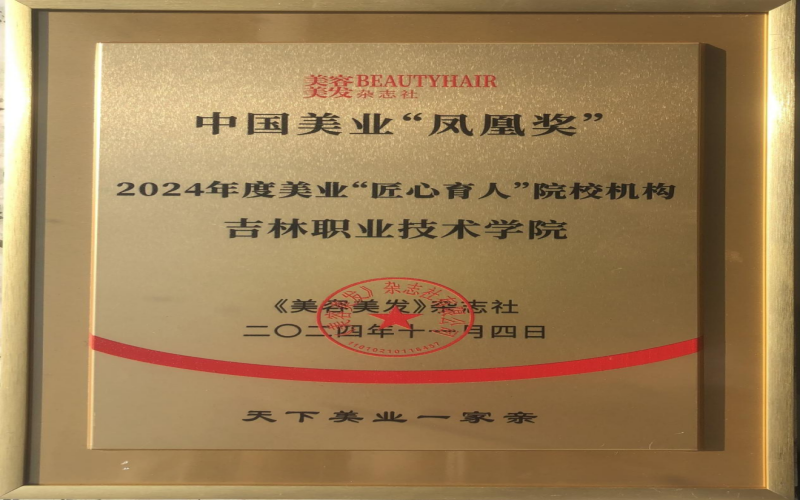 美容美发 BEAUTYHAIR
杂志社
中国美业“凤凰奖”
2024年度美业“匠心育人”院校机构
吉林职业技术学院
《美容美发》杂志社
二〇二四年十一月四日
天下美业一家亲